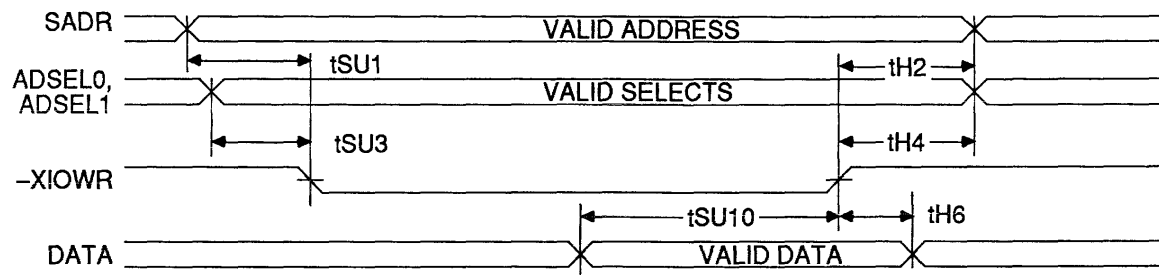 SADR
VALID ADDRESS
tSU1
tH2
ADSEL0,
ADSEL1
VALID SELECTS
tSU3
tH4
–XIOWR
tSU10
tH6
DATA
VALID DATA